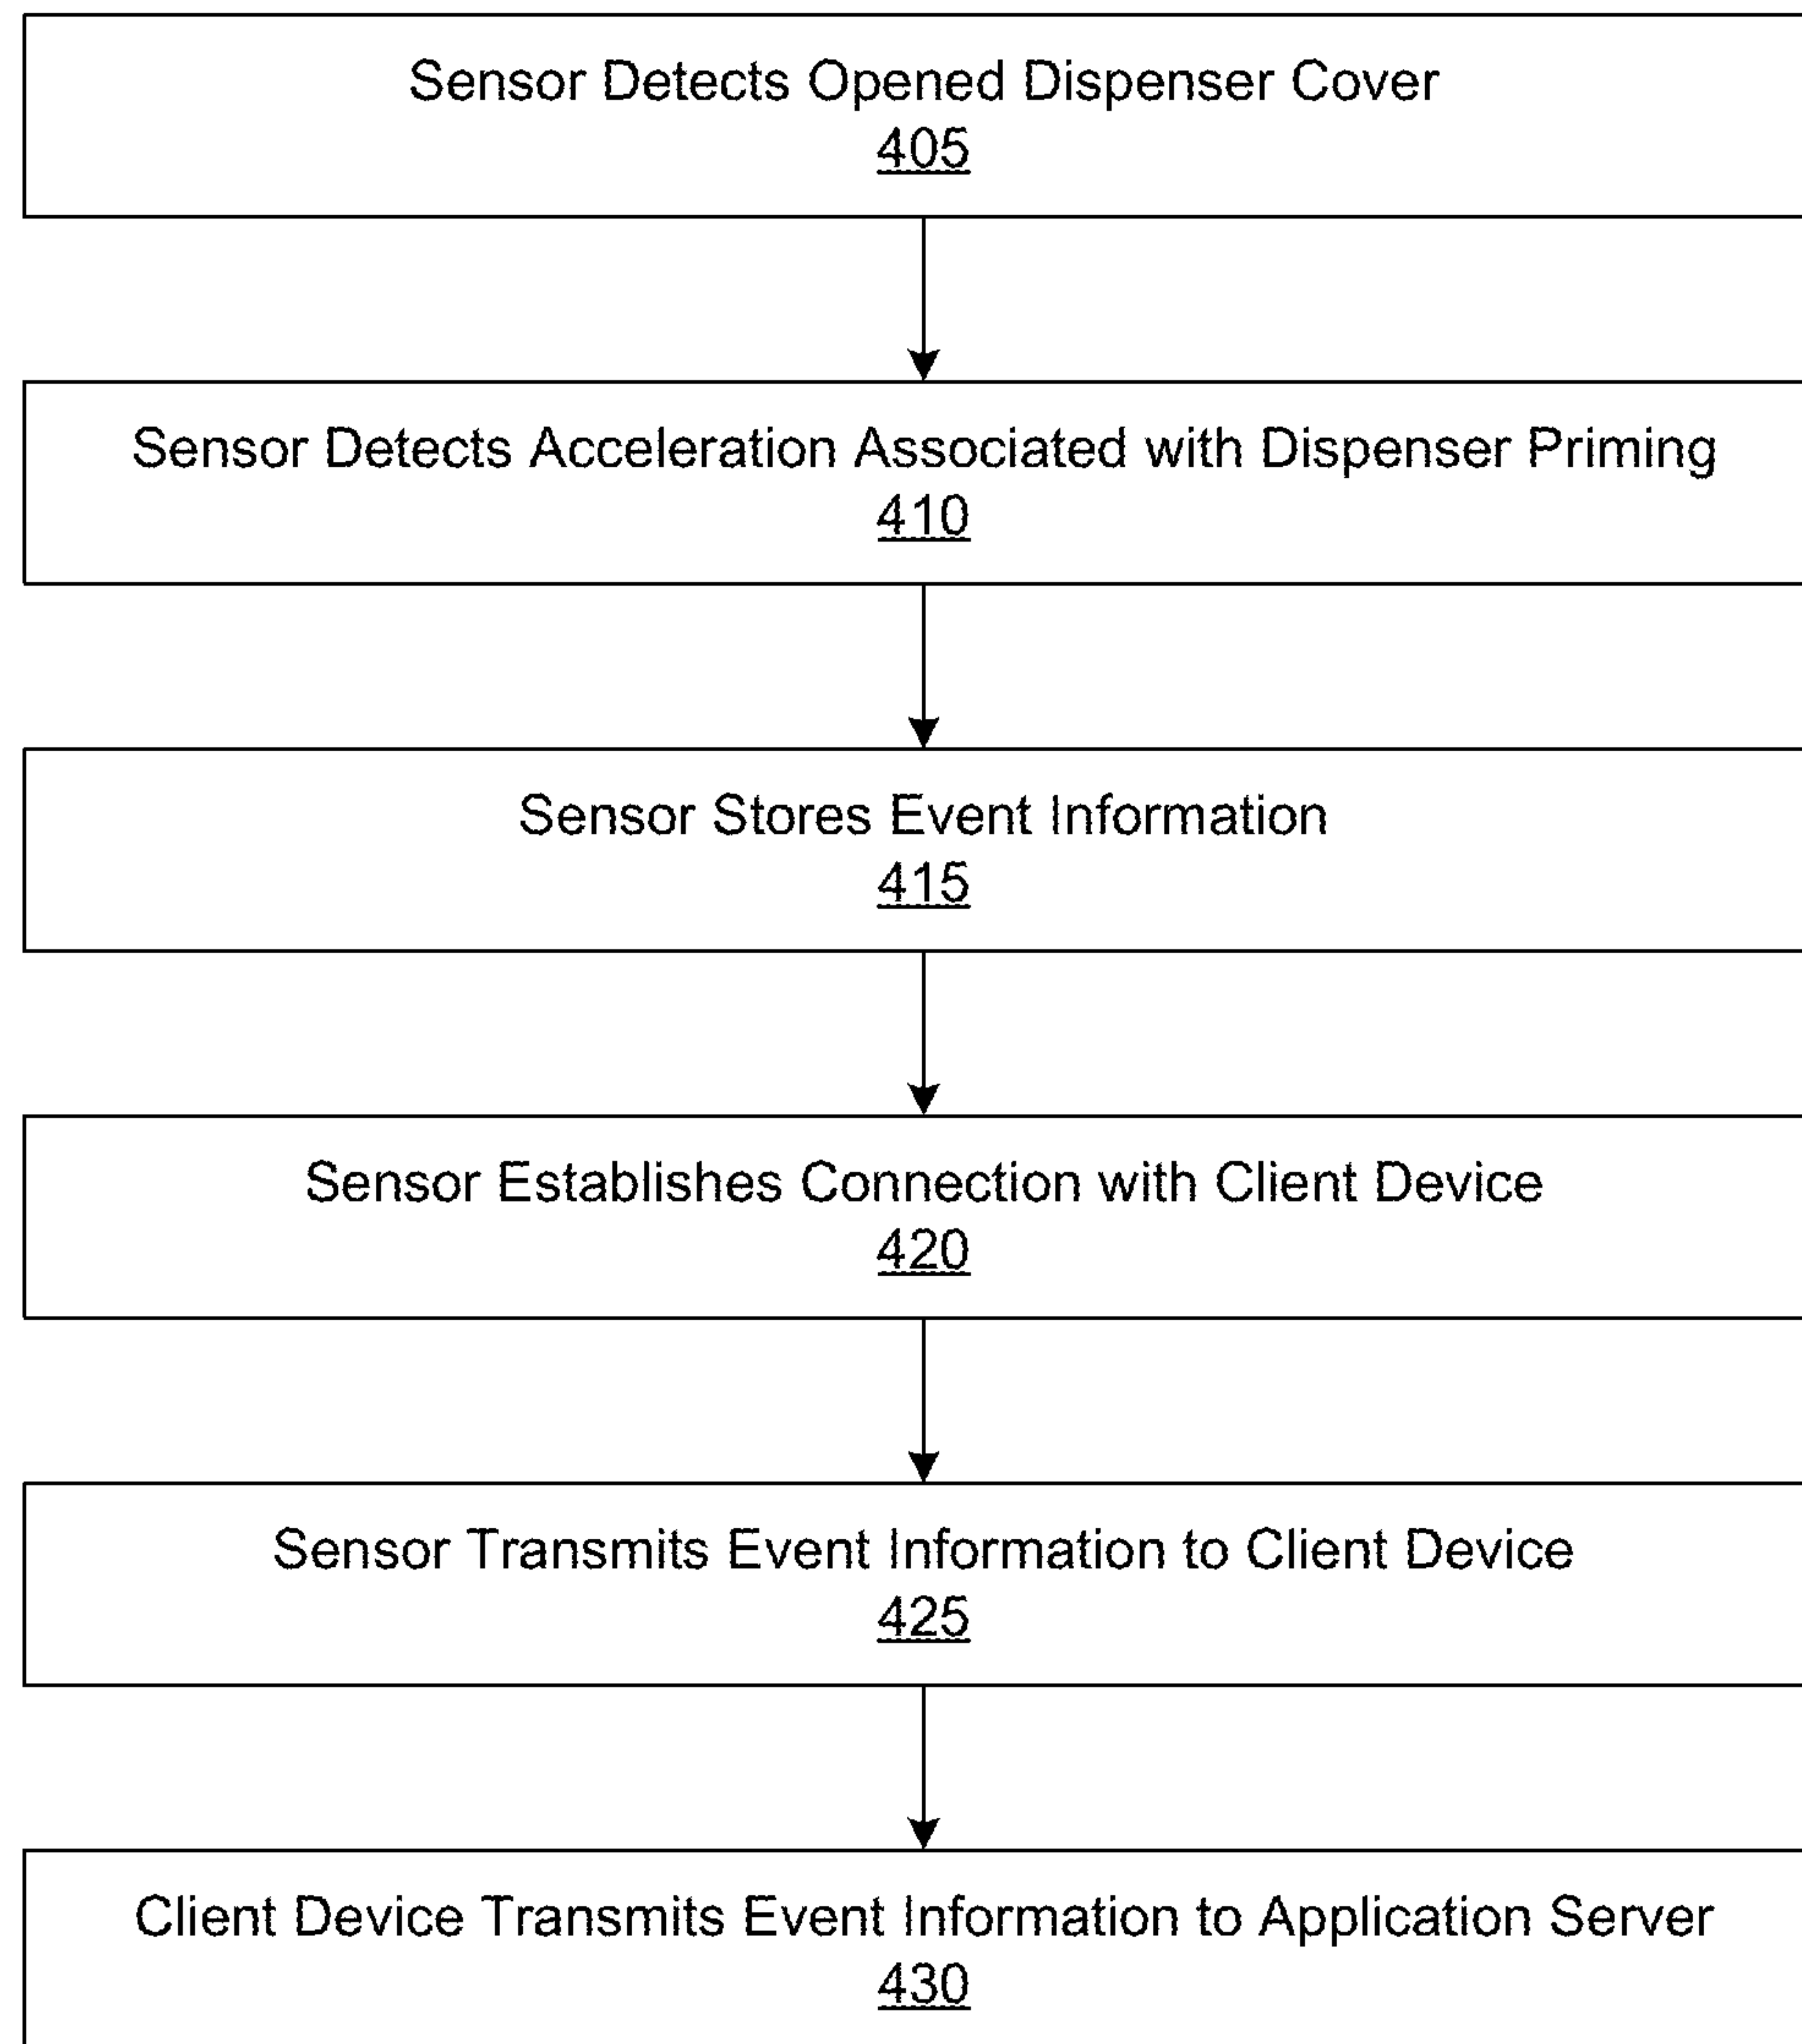 Sensor Detects Opened Dispenser Cover
405
Sensor Detects Acceleration Associated with Dispenser Priming
410
Sensor Stores Event Information
415
Sensor Establishes Connection with Client Device
420
Sensor Transmits Event Information to Client Device
425
Client Device Transmits Event Information to Application Server
430